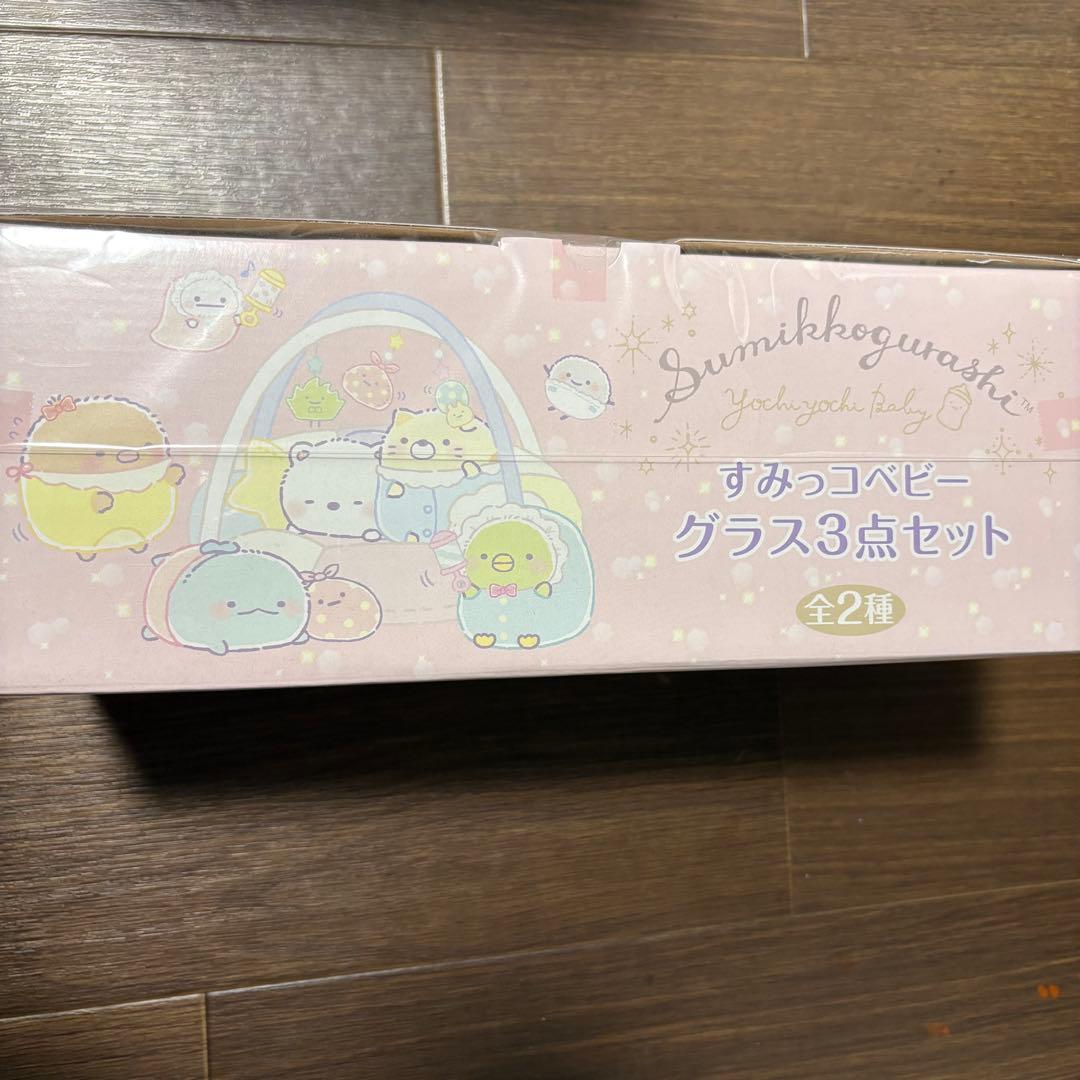 Sumikkogurashi™
yochi yochi Baby
すみっコベビー
グラス3点セット
全2種